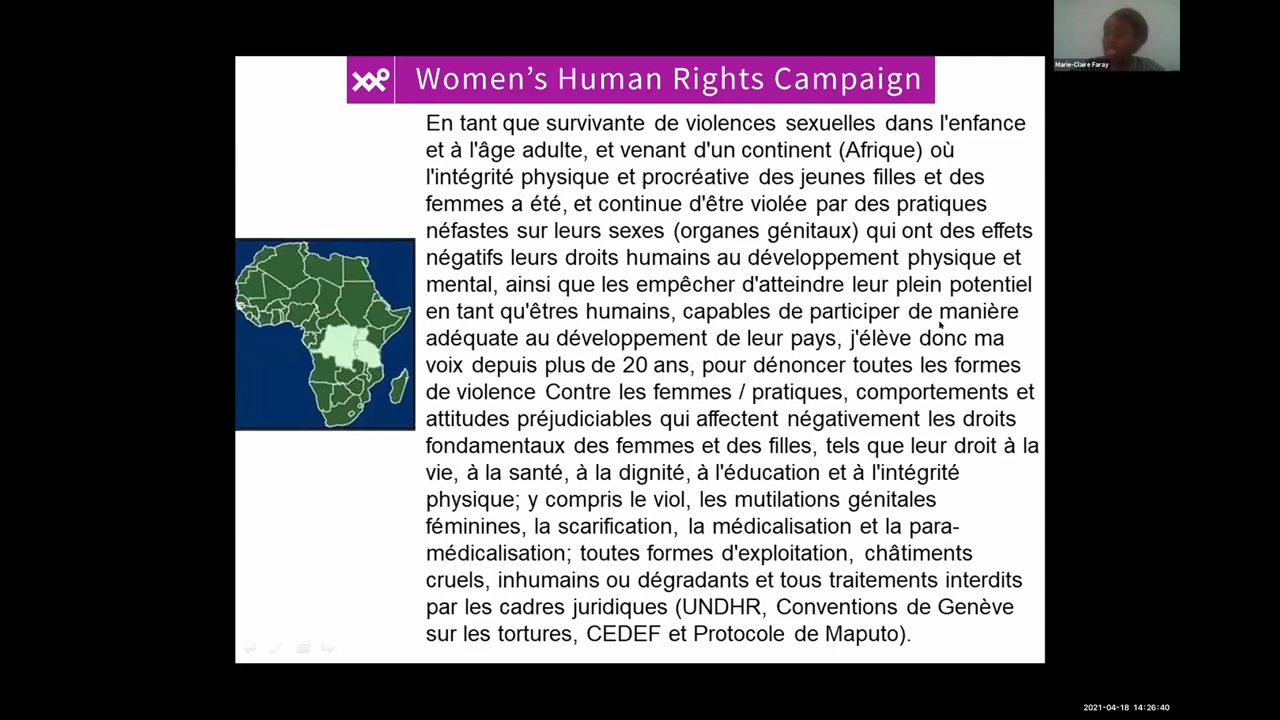 Women's Human Rights Campaign
Marie-Claire Faray
En tant que survivante de violences sexuelles dans l'enfance
et à l'âge adulte, et venant d'un continent (Afrique) où
l'intégrité physique et procréative des jeunes filles et des
femmes a été, et continue d'être violée par des pratiques
néfastes sur leurs sexes (organes génitaux) qui ont des effets
négatifs leurs droits humains au développement physique et
mental, ainsi que les empêcher d'atteindre leur plein potentiel
en tant qu'êtres humains, capables de participer de manière
adéquate au développement de leur pays, j'élève donc ma
voix depuis plus de 20 ans, pour dénoncer toutes les formes
de violence Contre les femmes / pratiques, comportements et
attitudes préjudiciables qui affectent négativement les droits
fondamentaux des femmes et des filles, tels que leur droit à la
vie, à la santé, à la dignité, à l'éducation et à l'intégrité
physique; y compris le viol, les mutilations génitales
féminines, la scarification, la médicalisation et la para-
médicalisation; toutes formes d'exploitation, châtiments
cruels, inhumains ou dégradants et tous traitements interdits
par les cadres juridiques (UNDHR, Conventions de Genève
sur les tortures, CEDEF et Protocole de Maputo).
2021-04-18 14:26:40